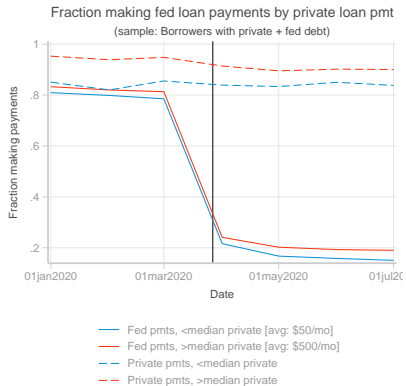 Fraction making fed loan payments by private loan pmt
(sample: Borrowers with private + fed debt)
Fraction making payments
1
.8
.6
.4
.2
01jan2020
01mar2020
01may2020
01jul20
Date
Fed pmts, <median private [avg: $50/mo]
Fed pmts, >median private [avg: $500/mo]
Private pmts, <median private
Private pmts, >median private